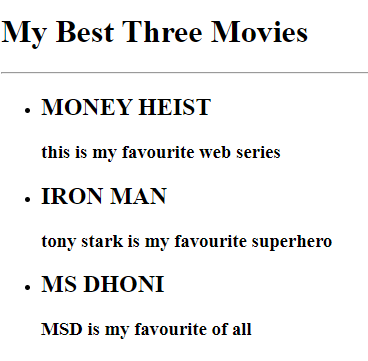 My Best Three Movies
MONEY HEIST
this is my favourite web series
IRON MAN
tony stark is my favourite superhero
MS DHONI
MSD is my favourite of all